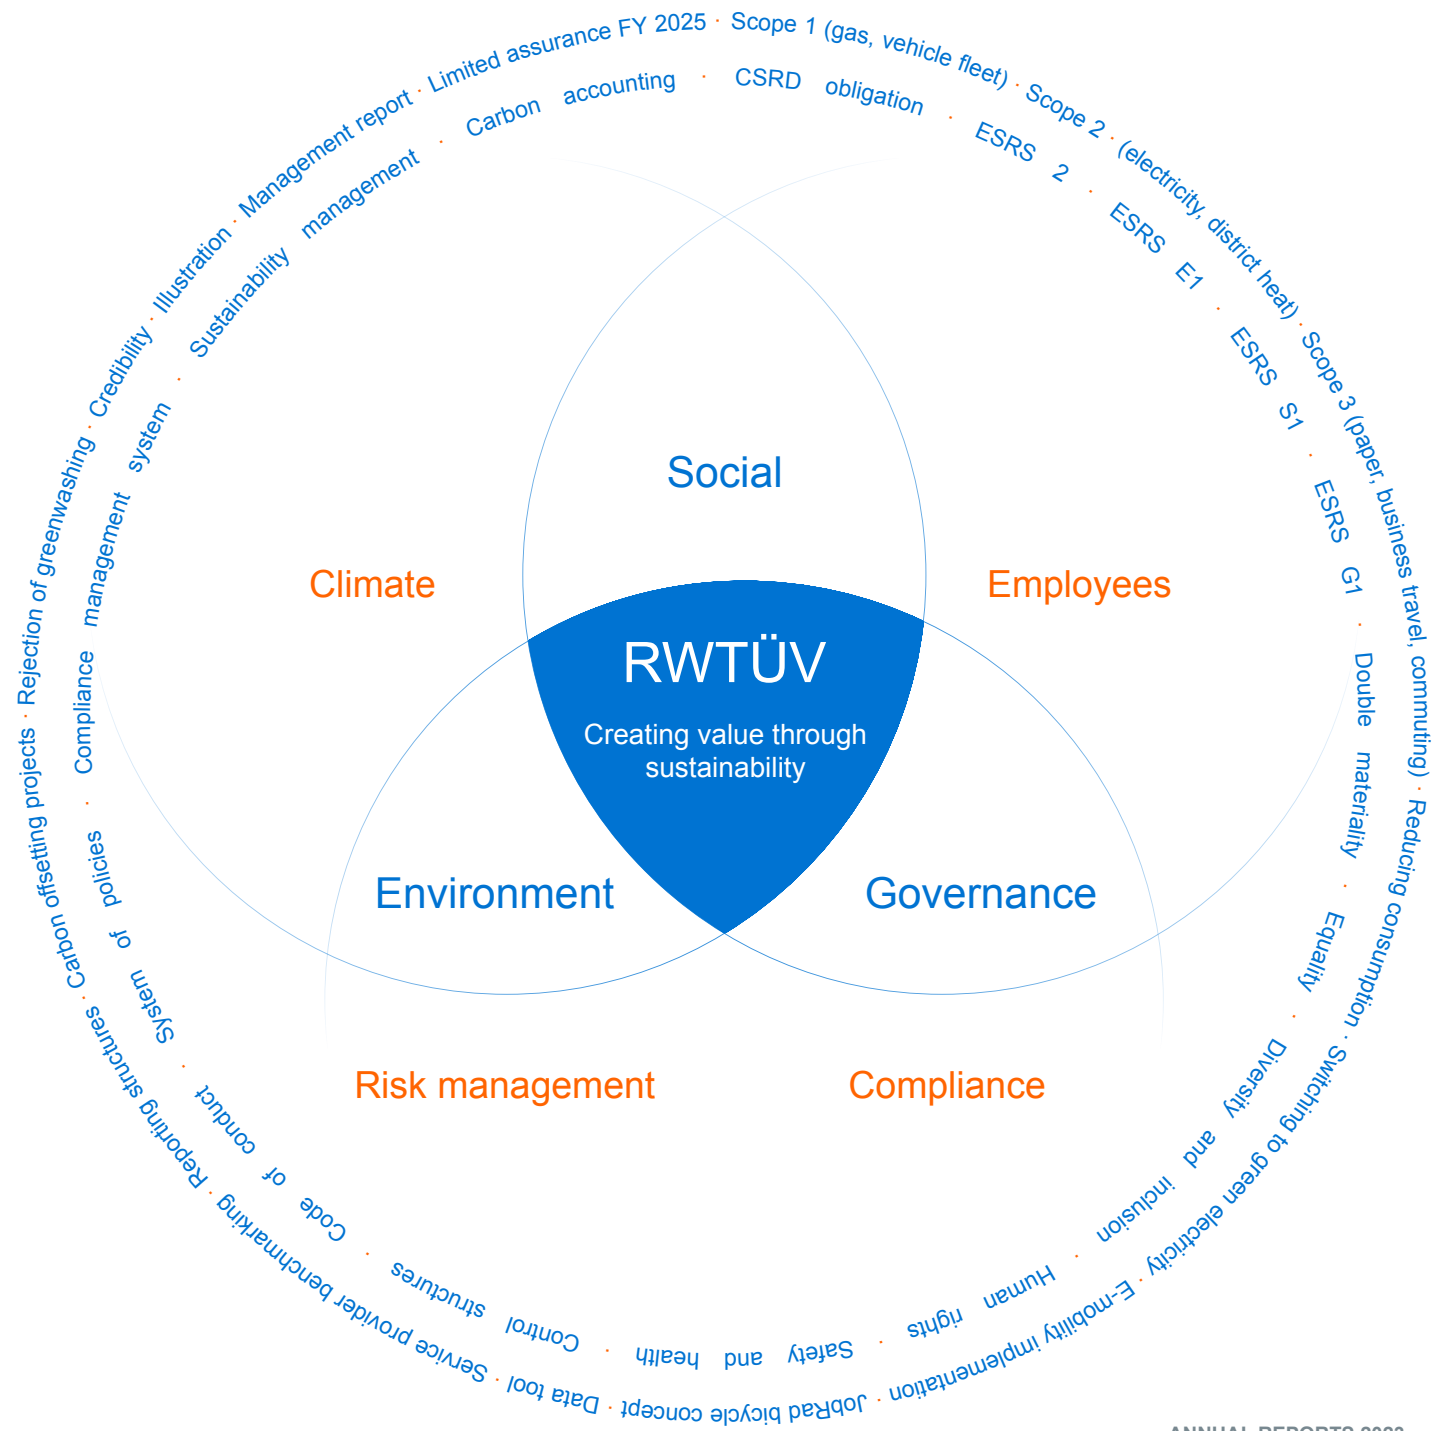 Limited assurance FY 2025 · Scope 1 (gas, vehicle fleet) · Scope 2 · (electricity, district heat) · Scope 3 (paper, business travel, commuting) · Reducing consumption · Switching to green electricity · E-mobility implementation · JobRad bicycle concept · Data tool · Service provider benchmarking · Reporting structures · Carbon offsetting projects · Rejection of greenwashing · Credibility · Illustration · Management report ·
CSRD obligation · ESRS 2 · ESRS E1 · ESRS S1 · ESRS G1 · Double materiality · Equality · Diversity and inclusion · Human rights · Safety and health · Control structures · Code of conduct · System of policies · Compliance management system · Sustainability management · Carbon accounting ·
Social
Climate
Employees
RWTÜV
Creating value through
sustainability
Environment
Governance
Risk management
Compliance